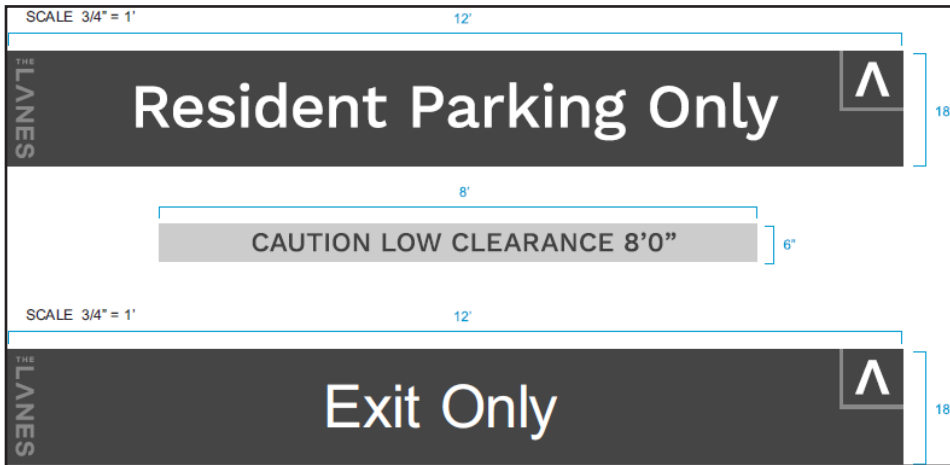 SCALE 3/4" = 1'
12'
THE LANES
Resident Parking Only
Λ
18
8'
CAUTION LOW CLEARANCE 8'0”
6"
SCALE 3/4" = 1'
12'
THE LANES
Exit Only
Λ
18